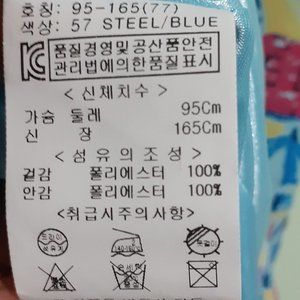 호칭: 95-165(77)
색상: 57 STEEL/BLUE
품질경영및공산품안전
관리법에의한품질표시
<신체치수>
가슴 둘레 95Cm
신 장 165Cm
<섬유의조성>
겉감 폴리에스터 100%
안감 폴리에스터 100%
<취급시주의사항>